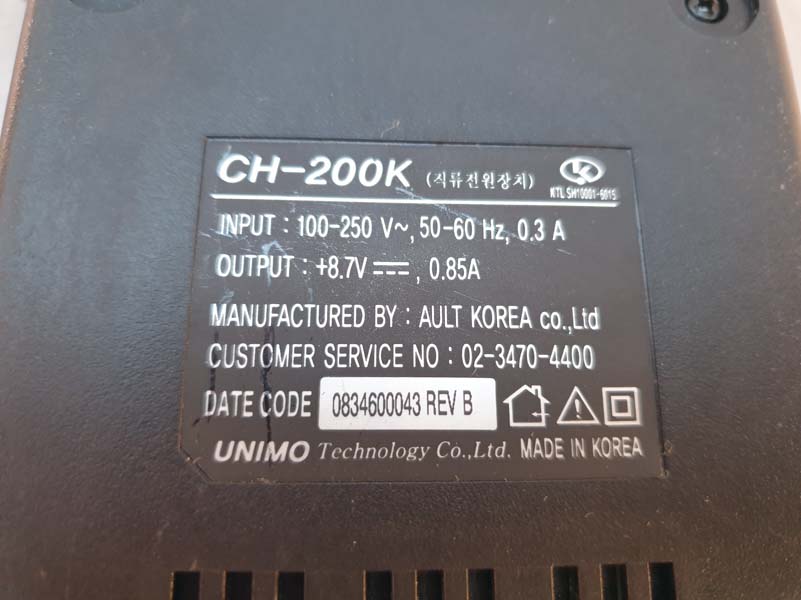 CH-200K (직류전원장치)
KTL SH10001-6015
INPUT : 100-250 V~, 50-60 Hz, 0.3 A
OUTPUT : +8.7V ⎓, 0.85A
MANUFACTURED BY : AULT KOREA co.,Ltd
CUSTOMER SERVICE NO : 02-3470-4400
DATE CODE 0834600043 REV B
UNIMO Technology Co.,Ltd. MADE IN KOREA